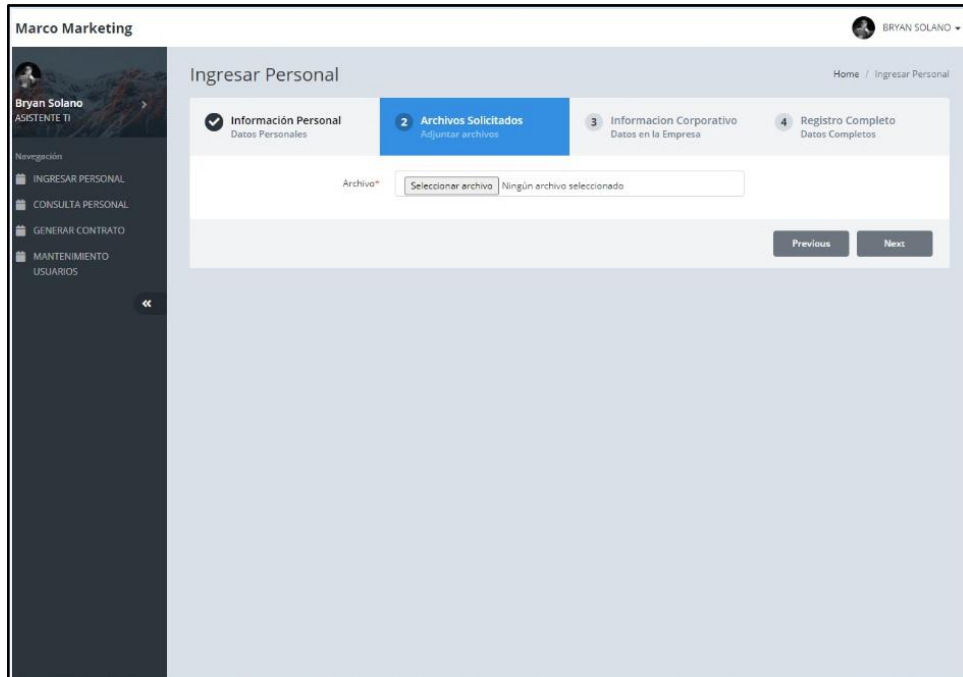 Marco Marketing
BRYAN SOLANO
Bryan Solano
ASISTENTE TI
Navegación
INGRESAR PERSONAL
CONSULTA PERSONAL
GENERAR CONTRATO
MANTENIMIENTO
USUARIOS
Ingresar Personal
Home / Ingresar Personal
Información Personal
Datos Personales
2 Archivos Solicitados
Adjuntar archivos
3 Informacion Corporativo
Datos en la Empresa
4 Registro Completo
Datos Completos
Archivo* Seleccionar archivo Ningún archivo seleccionado
Previous Next